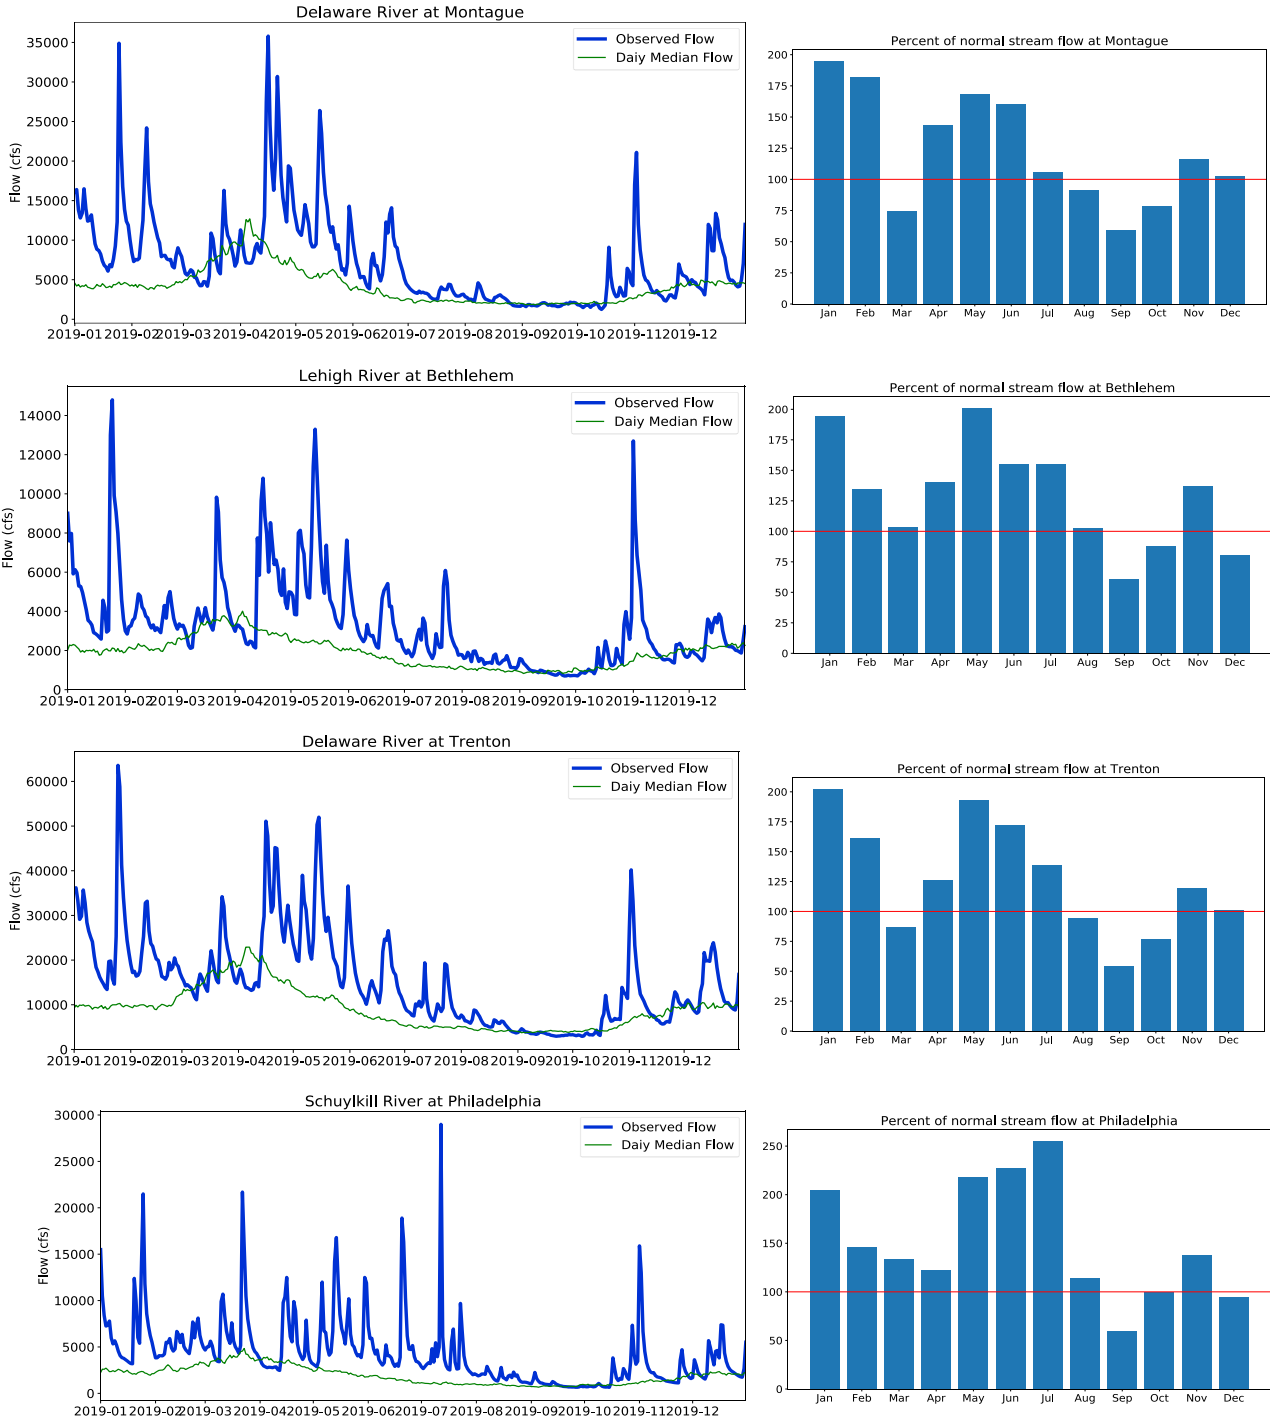 Delaware River at Montague
Observed Flow
Daiy Median Flow
Flow (cfs)
35000
30000
25000
20000
15000
10000
5000
0
2019-01 2019-02 2019-03 2019-04 2019-05 2019-06 2019-07 2019-08 2019-09 2019-10 2019-11 2019-12
Percent of normal stream flow at Montague
200
175
150
125
100
75
50
25
0
Jan Feb Mar Apr May Jun Jul Aug Sep Oct Nov Dec
Lehigh River at Bethlehem
Observed Flow
Daiy Median Flow
Flow (cfs)
14000
12000
10000
8000
6000
4000
2000
0
2019-01 2019-02 2019-03 2019-04 2019-05 2019-06 2019-07 2019-08 2019-09 2019-10 2019-11 2019-12
Percent of normal stream flow at Bethlehem
200
175
150
125
100
75
50
25
0
Jan Feb Mar Apr May Jun Jul Aug Sep Oct Nov Dec
Delaware River at Trenton
Observed Flow
Daiy Median Flow
Flow (cfs)
60000
50000
40000
30000
20000
10000
0
2019-01 2019-02 2019-03 2019-04 2019-05 2019-06 2019-07 2019-08 2019-09 2019-10 2019-11 2019-12
Percent of normal stream flow at Trenton
200
175
150
125
100
75
50
25
0
Jan Feb Mar Apr May Jun Jul Aug Sep Oct Nov Dec
Schuylkill River at Philadelphia
Observed Flow
Daiy Median Flow
Flow (cfs)
30000
25000
20000
15000
10000
5000
0
2019-01 2019-02 2019-03 2019-04 2019-05 2019-06 2019-07 2019-08 2019-09 2019-10 2019-11 2019-12
Percent of normal stream flow at Philadelphia
250
200
150
100
50
0
Jan Feb Mar Apr May Jun Jul Aug Sep Oct Nov Dec